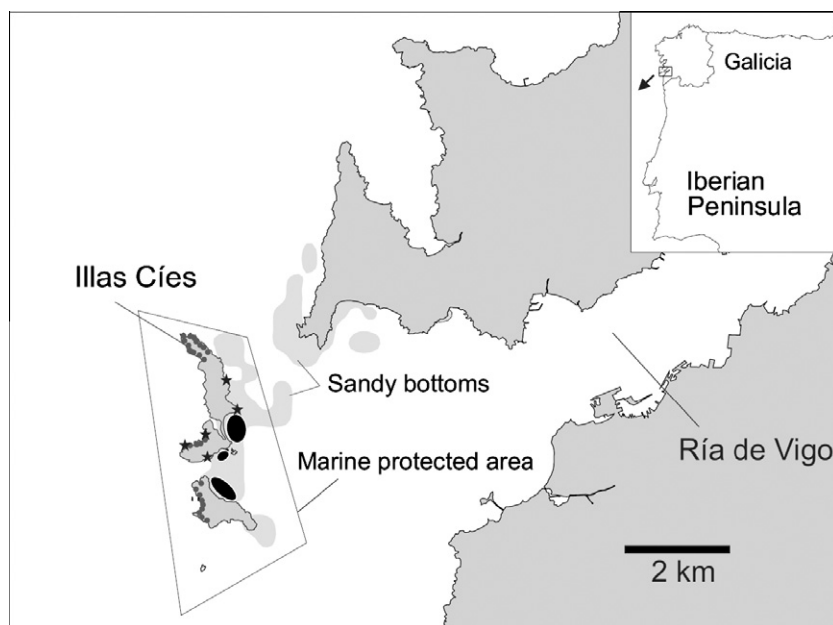 Galicia
Iberian
Peninsula
Illas Cíes
Sandy bottoms
Marine protected area
Ría de Vigo
2 km